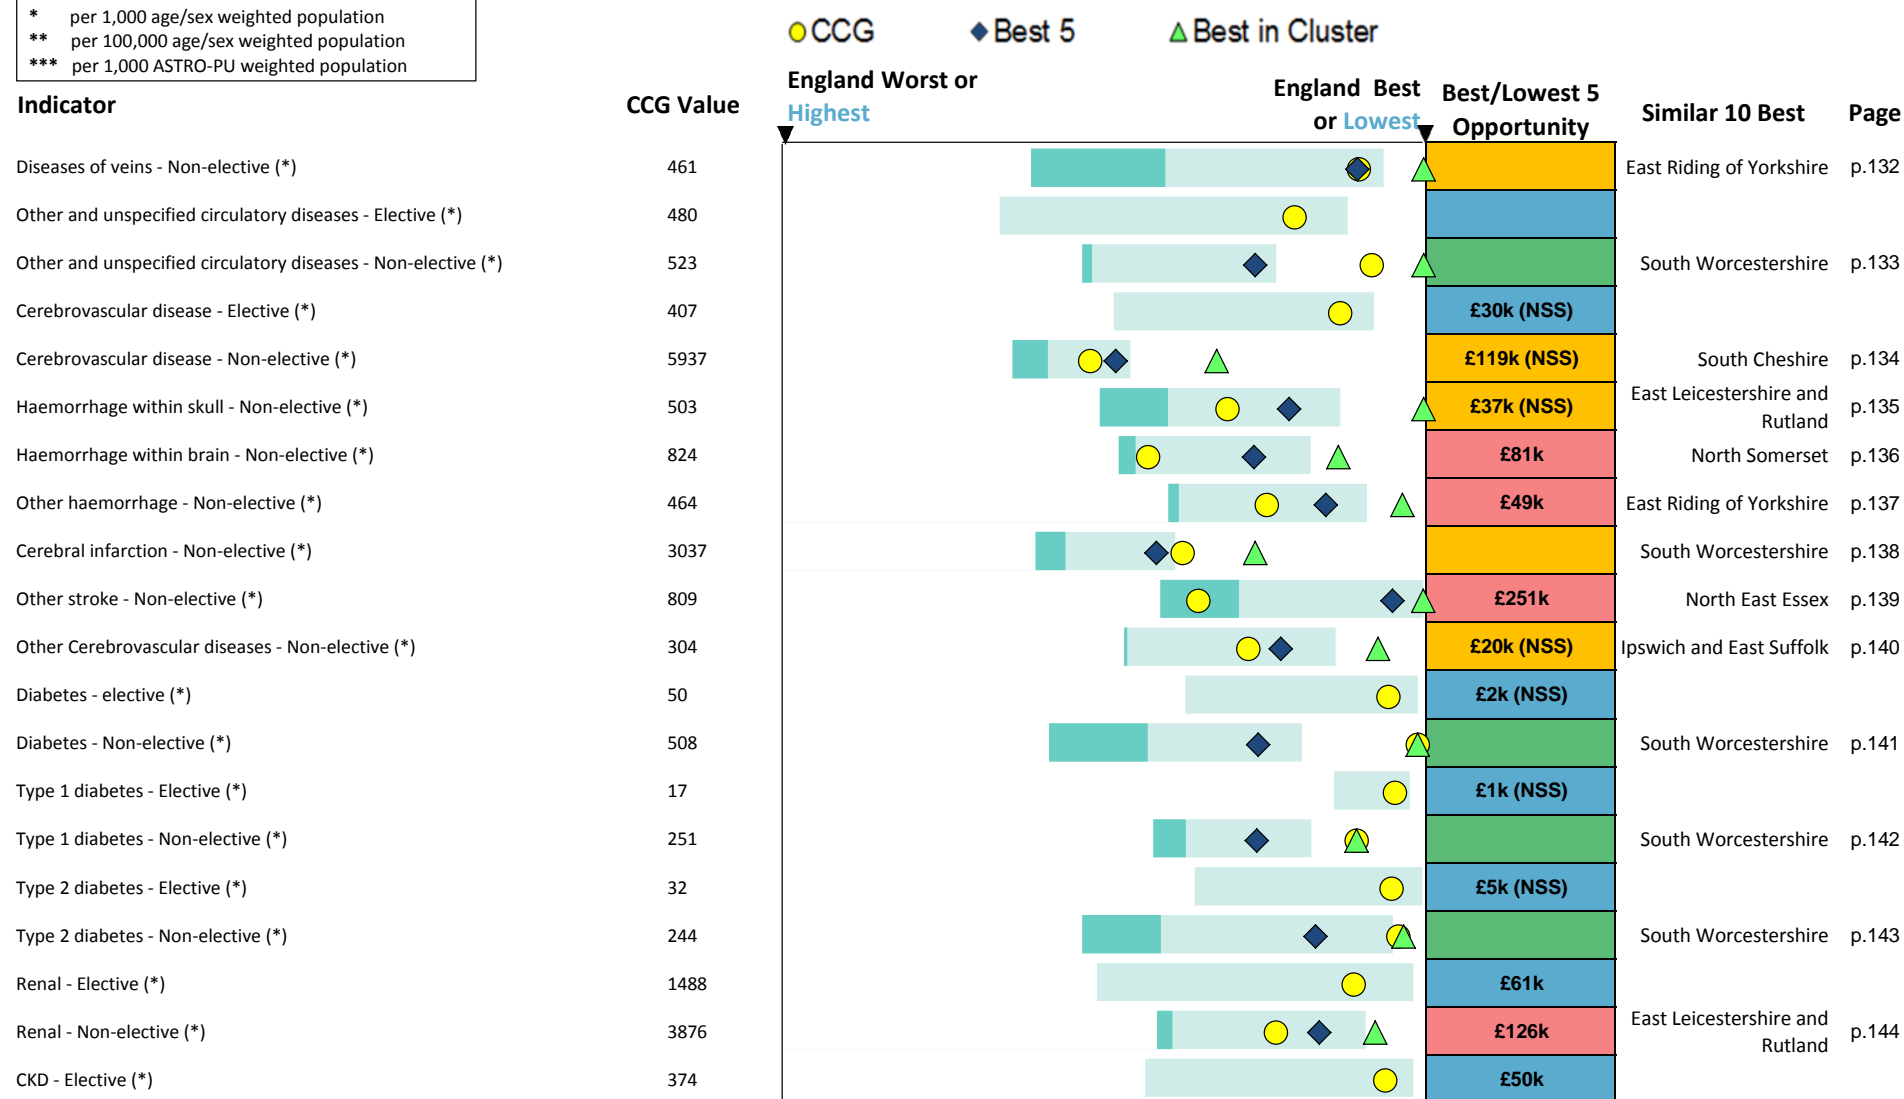 * per 1,000 age/sex weighted population
** per 100,000 age/sex weighted population
*** per 1,000 ASTRO-PU weighted population
CCG Best 5 Best in Cluster
Indicator CCG Value England Worst or Highest England Best or Lowest Best/Lowest 5 Opportunity Similar 10 Best Page
Diseases of veins - Non-elective (*) 461 East Riding of Yorkshire p.132
Other and unspecified circulatory diseases - Elective (*) 480
Other and unspecified circulatory diseases - Non-elective (*) 523 South Worcestershire p.133
Cerebrovascular disease - Elective (*) 407 £30k (NSS)
Cerebrovascular disease - Non-elective (*) 5937 £119k (NSS) South Cheshire p.134
Haemorrhage within skull - Non-elective (*) 503 £37k (NSS) East Leicestershire and Rutland p.135
Haemorrhage within brain - Non-elective (*) 824 £81k North Somerset p.136
Other haemorrhage - Non-elective (*) 464 £49k East Riding of Yorkshire p.137
Cerebral infarction - Non-elective (*) 3037 South Worcestershire p.138
Other stroke - Non-elective (*) 809 £251k North East Essex p.139
Other Cerebrovascular diseases - Non-elective (*) 304 £20k (NSS) Ipswich and East Suffolk p.140
Diabetes - elective (*) 50 £2k (NSS)
Diabetes - Non-elective (*) 508 South Worcestershire p.141
Type 1 diabetes - Elective (*) 17 £1k (NSS)
Type 1 diabetes - Non-elective (*) 251 South Worcestershire p.142
Type 2 diabetes - Elective (*) 32 £5k (NSS)
Type 2 diabetes - Non-elective (*) 244 South Worcestershire p.143
Renal - Elective (*) 1488 £61k
Renal - Non-elective (*) 3876 £126k East Leicestershire and Rutland p.144
CKD - Elective (*) 374 £50k